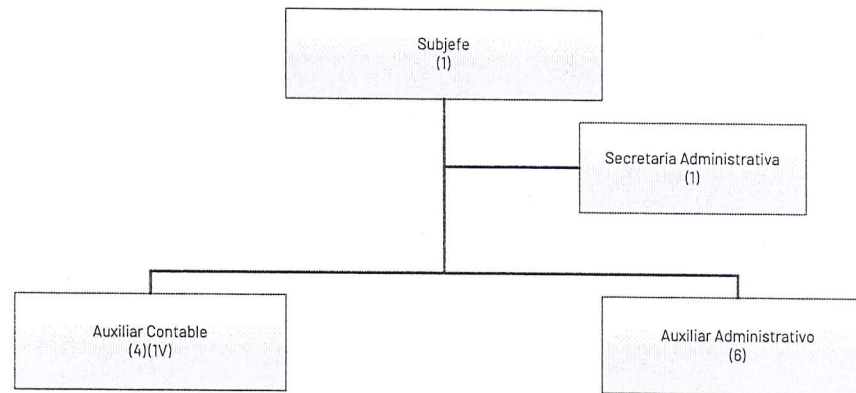 Subjefe
(1)
Secretaria Administrativa
(1)
Auxiliar Contable
(4)(1V)
Auxiliar Administrativo
(6)